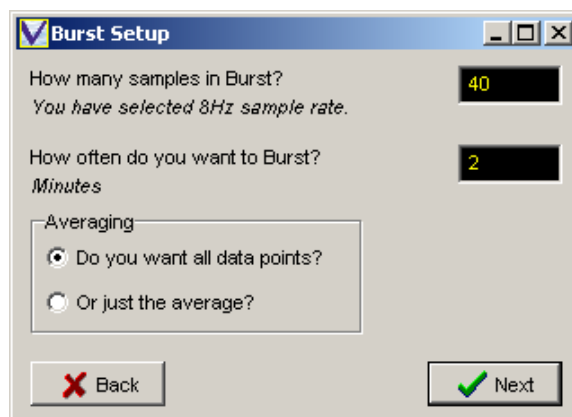 Burst Setup
How many samples in Burst?
40
You have selected 8Hz sample rate.
How often do you want to Burst?
2
Minutes
Averaging
Do you want all data points?
Or just the average?
Back
Next